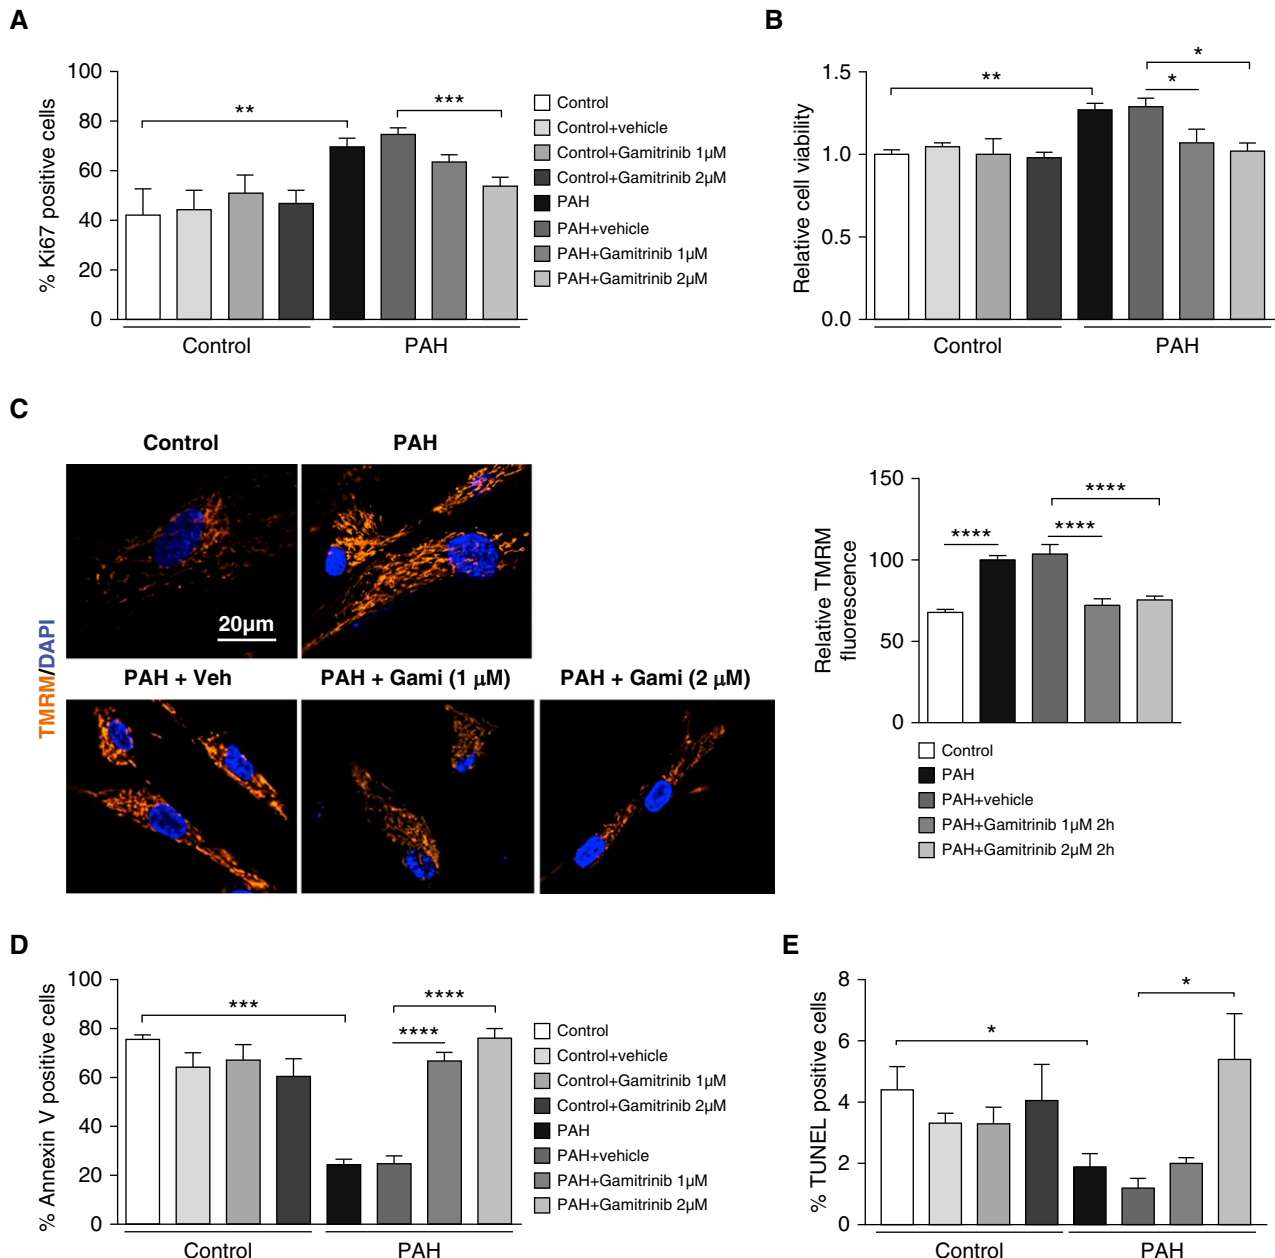 A
% Ki67 positive cells
100
80
60
40
20
0
**
***
Control
PAH
Control
Control+vehicle
Control+Gamitrinib 1µM
Control+Gamitrinib 2µM
PAH
PAH+vehicle
PAH+Gamitrinib 1µM
PAH+Gamitrinib 2µM
B
Relative cell viability
1.5
1.0
0.5
0.0
**
*
*
Control
PAH
C
Control
PAH
20µm
TMRM/DAPI
PAH + Veh
PAH + Gami (1 µM)
PAH + Gami (2 µM)
Relative TMRM
fluorescence
150
100
50
0
****
****
****
Control
PAH
PAH+vehicle
PAH+Gamitrinib 1µM 2h
PAH+Gamitrinib 2µM 2h
D
% Annexin V positive cells
100
80
60
40
20
0
***
****
****
Control
PAH
Control
Control+vehicle
Control+Gamitrinib 1µM
Control+Gamitrinib 2µM
PAH
PAH+vehicle
PAH+Gamitrinib 1µM
PAH+Gamitrinib 2µM
E
% TUNEL positive cells
8
6
4
2
0
*
*
Control
PAH